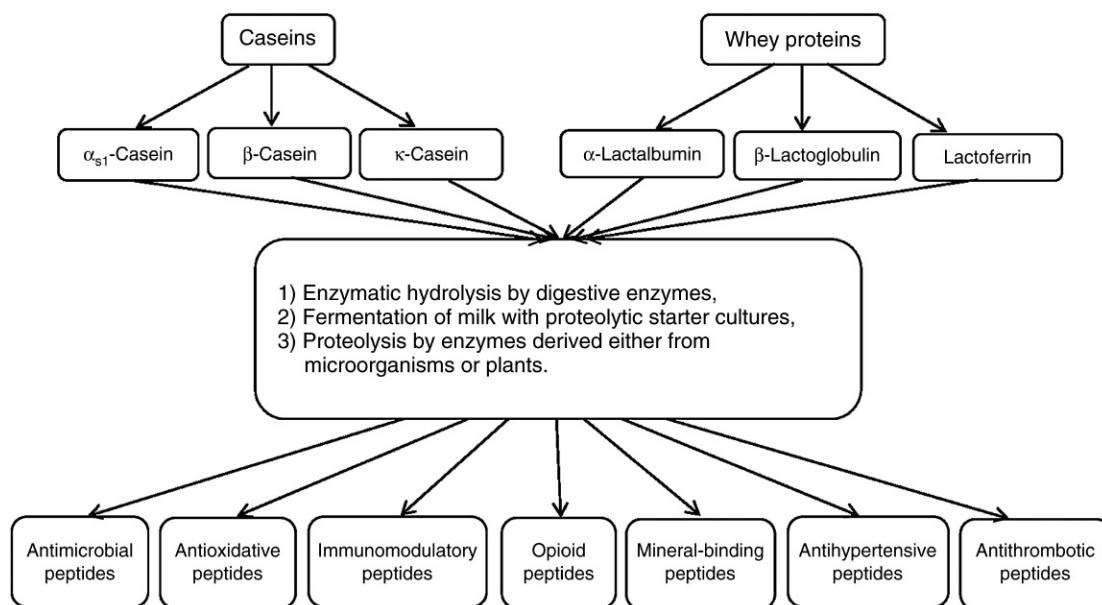 Caseins
Whey proteins
αs1-Casein
β-Casein
κ-Casein
α-Lactalbumin
β-Lactoglobulin
Lactoferrin
1) Enzymatic hydrolysis by digestive enzymes,
2) Fermentation of milk with proteolytic starter cultures,
3) Proteolysis by enzymes derived either from
microorganisms or plants.
Antimicrobial
peptides
Antioxidative
peptides
Immunomodulatory
peptides
Opioid
peptides
Mineral-binding
peptides
Antihypertensive
peptides
Antithrombotic
peptides